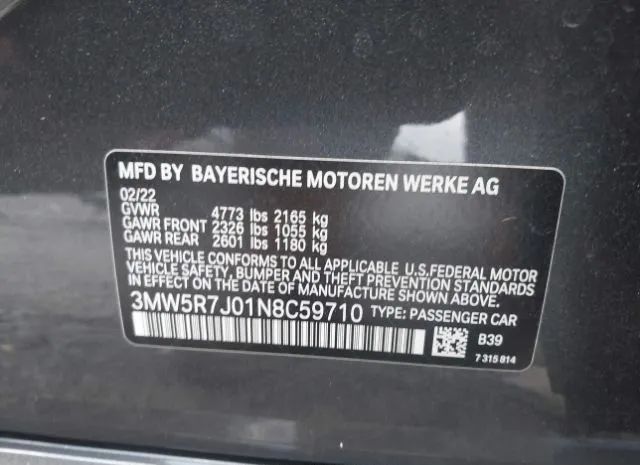 MFD BY BAYERISCHE MOTOREN WERKE AG
02/22
GVWR 4773 lbs 2165 kg
GAWR FRONT 2326 lbs 1055 kg
GAWR REAR 2601 lbs 1180 kg
THIS VEHICLE CONFORMS TO ALL APPLICABLE U.S.FEDERAL MOTOR
VEHICLE SAFETY, BUMPER AND THEFT PREVENTION STANDARDS
IN EFFECT ON THE DATE OF MANUFACTURE SHOWN ABOVE.
3MW5R7J01N8C59710 TYPE: PASSENGER CAR
B39
7 315 814